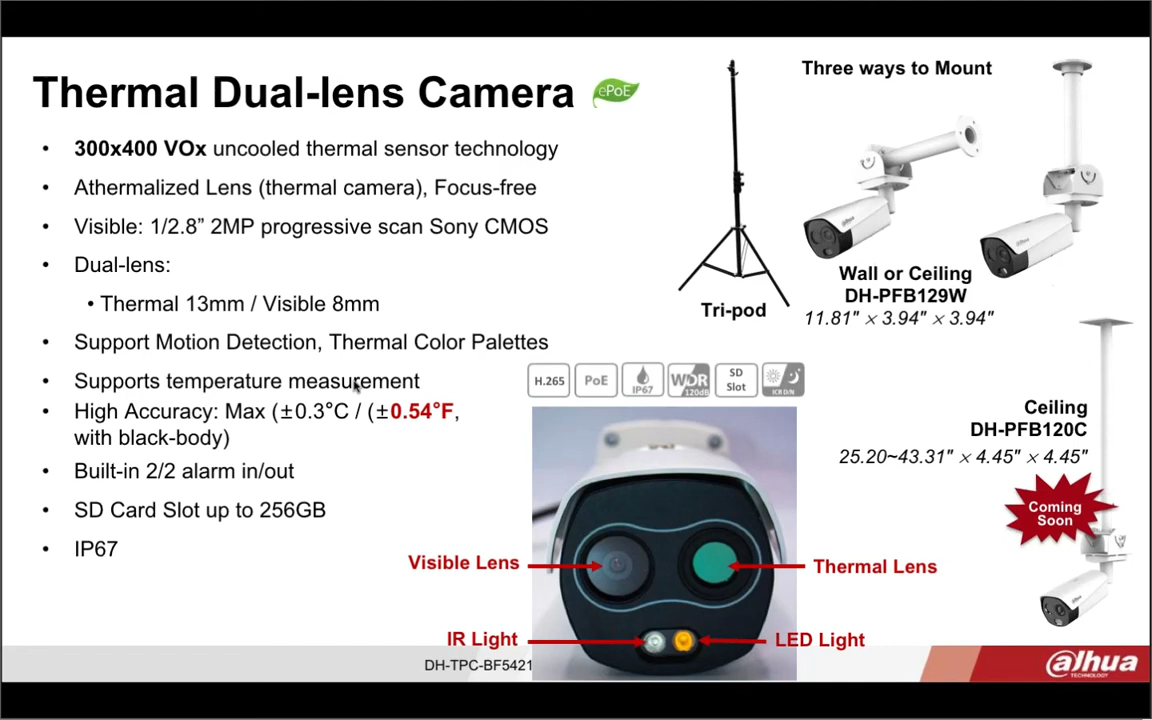 Thermal Dual-lens Camera
ePoE
• 300x400 VOx uncooled thermal sensor technology
• Athermalized Lens (thermal camera), Focus-free
• Visible: 1/2.8” 2MP progressive scan Sony CMOS
• Dual-lens:
• Thermal 13mm / Visible 8mm
• Support Motion Detection, Thermal Color Palettes
• Supports temperature measurement
• High Accuracy: Max (±0.3°C / (±0.54°F,
with black-body)
• Built-in 2/2 alarm in/out
• SD Card Slot up to 256GB
• IP67
Three ways to Mount
Tri-pod
Wall or Ceiling
DH-PFB129W
11.81" × 3.94" × 3.94"
Ceiling
DH-PFB120C
25.20~43.31" × 4.45" × 4.45"
Coming
Soon
H.265
PoE
IP67
WDR
120dB
SD
Slot
ICR D/N
Visible Lens
Thermal Lens
IR Light
LED Light
DH-TPC-BF5421
alhua
TECHNOLOGY